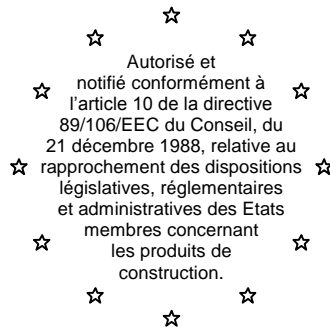 Autorisé et
notifié conformément à
l'article 10 de la directive
89/106/EEC du Conseil, du
21 décembre 1988, relative au
rapprochement des dispositions
législatives, réglementaires
et administratives des Etats
membres concernant
les produits de
construction.